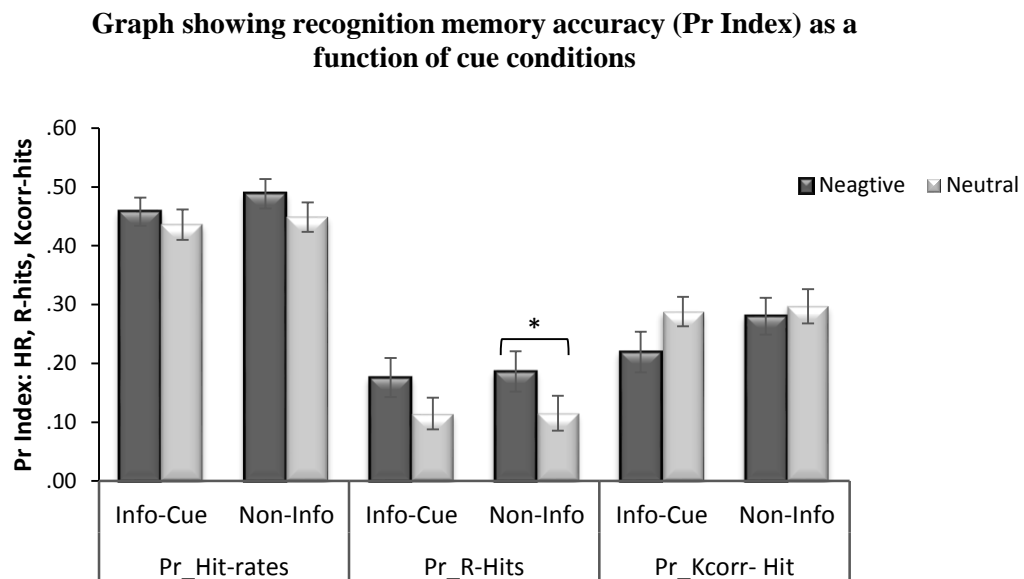 Graph showing recognition memory accuracy (Pr Index) as a
function of cue conditions
Pr Index: HR, R-hits, Kcorr-hits
.60
.50
.40
.30
.20
.10
.00
Neagtive Neutral
*
Info-Cue Non-Info Info-Cue Non-Info Info-Cue Non-Info
Pr_Hit-rates Pr_R-Hits Pr_Kcorr- Hit